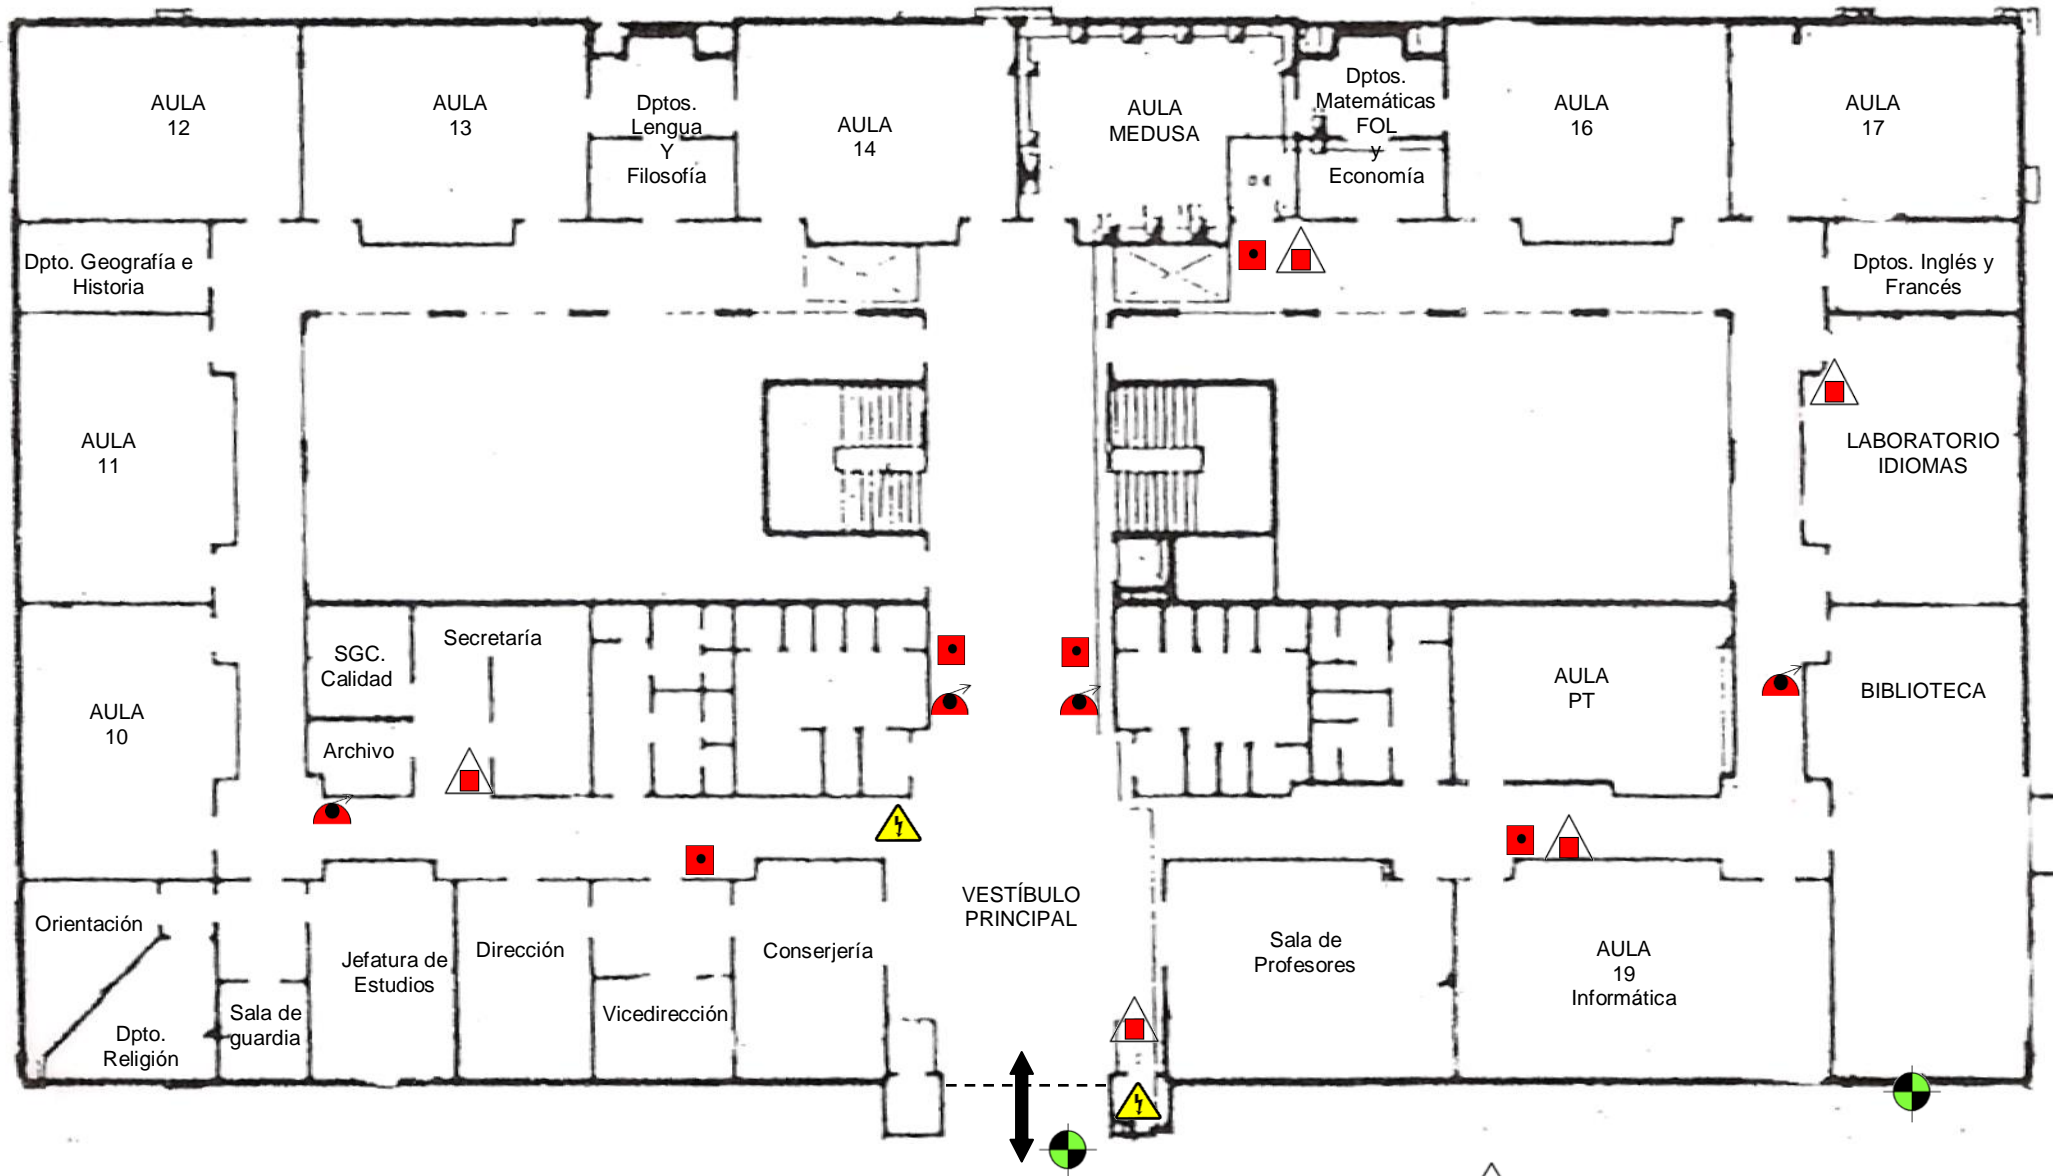 AULA
12
AULA
13
Dptos.
Lengua
Y
Filosofía
AULA
14
AULA
MEDUSA
Dptos.
Matemáticas
FOL
y
Economía
AULA
16
AULA
17
Dpto. Geografía e
Historia
Dptos. Inglés y
Francés
AULA
11
LABORATORIO
IDIOMAS
SGC.
Calidad
Secretaría
AULA
10
Archivo
AULA
PT
BIBLIOTECA
Orientación
Dpto.
Religión
Sala de
guardia
Jefatura de
Estudios
Dirección
Vicedirección
Conserjería
VESTÍBULO
PRINCIPAL
Sala de
Profesores
AULA
19
Informática